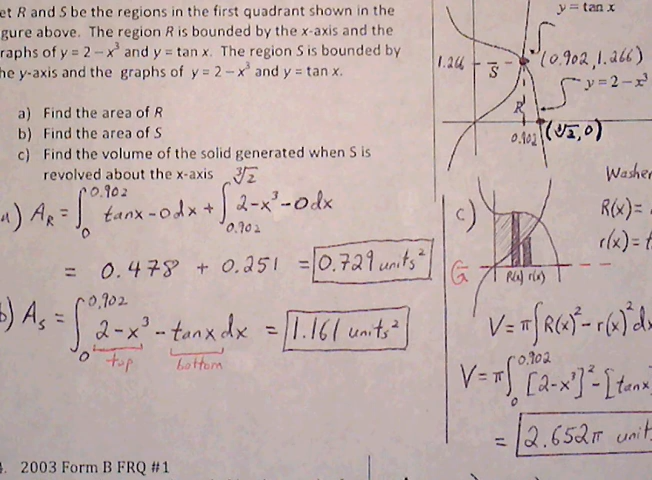 et R and S be the regions in the first quadrant shown in the
gure above. The region R is bounded by the x-axis and the
raphs of y = 2 – x³ and y = tan x. The region S is bounded by
he y-axis and the graphs of y = 2 – x³ and y = tan x.
a) Find the area of R
b) Find the area of S
c) Find the volume of the solid generated when S is
revolved about the x-axis
a) A_R = ∫₀^0.902 tanx - 0 dx + ∫_0.902^∛2 2-x³-0dx
= 0.478 + 0.251 = 0.729 units²
b) A_S = ∫₀^0.902 2-x³ - tanx dx = 1.161 units²
top bottom
. 2003 Form B FRQ #1
y = tan x
1.266 S (0.902, 1.266)
y = 2 - x³
R
0.902 (∛2, 0)
Washer
c) R(x) =
r(x) = t
G R(x) r(x)
V = π∫ R(x)² - r(x)² d
V = π∫₀^0.902 [2-x³]² - [tanx
= 2.652π unit